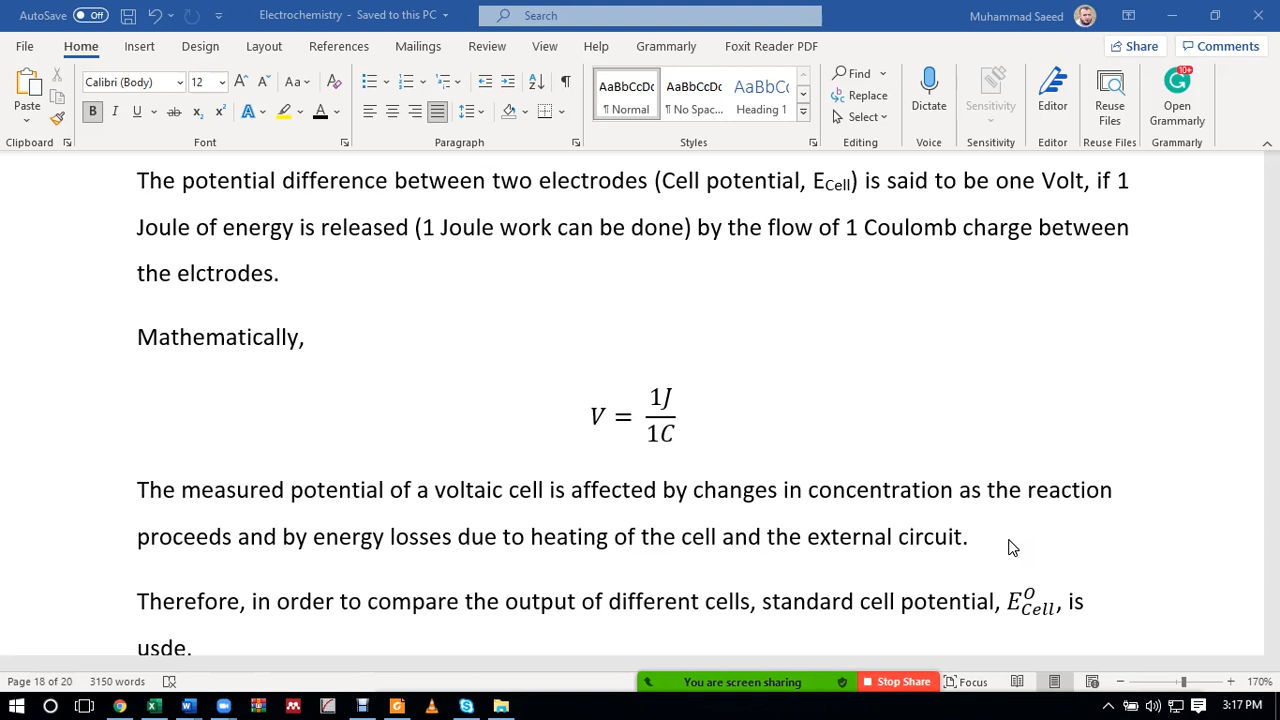 AutoSave Off Electrochemistry - Saved to this PC Search Muhammad Saeed
File Home Insert Design Layout References Mailings Review View Help Grammarly Foxit Reader PDF Share Comments
Paste Calibri (Body) 12 Aa AaBbCcDc AaBbCcDc AaBbCc Find Replace Select Dictate Sensitivity Editor Reuse Files Open Grammarly
B I U ab x2 x2 A A ¶ Normal ¶ No Spac... Heading 1
Clipboard Font Paragraph Styles Editing Voice Sensitivity Editor Reuse Files Grammarly
The potential difference between two electrodes (Cell potential, ECell) is said to be one Volt, if 1
Joule of energy is released (1 Joule work can be done) by the flow of 1 Coulomb charge between
the elctrodes.
Mathematically,
V = 1J/1C
The measured potential of a voltaic cell is affected by changes in concentration as the reaction
proceeds and by energy losses due to heating of the cell and the external circuit.
Therefore, in order to compare the output of different cells, standard cell potential, E^O_Cell, is
usde.
Page 18 of 20 3150 words You are screen sharing Stop Share Focus 170%
3:17 PM